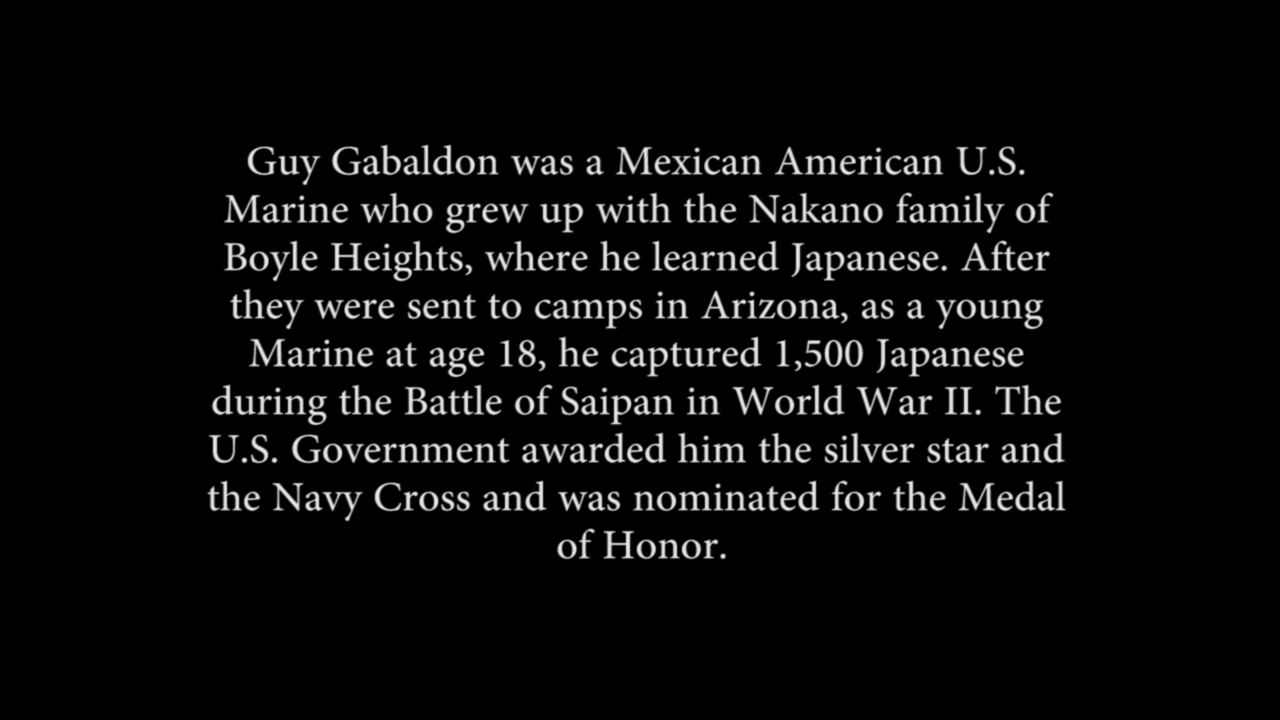 Guy Gabaldon was a Mexican American U.S.
Marine who grew up with the Nakano family of
Boyle Heights, where he learned Japanese. After
they were sent to camps in Arizona, as a young
Marine at age 18, he captured 1,500 Japanese
during the Battle of Saipan in World War II. The
U.S. Government awarded him the silver star and
the Navy Cross and was nominated for the Medal
of Honor.